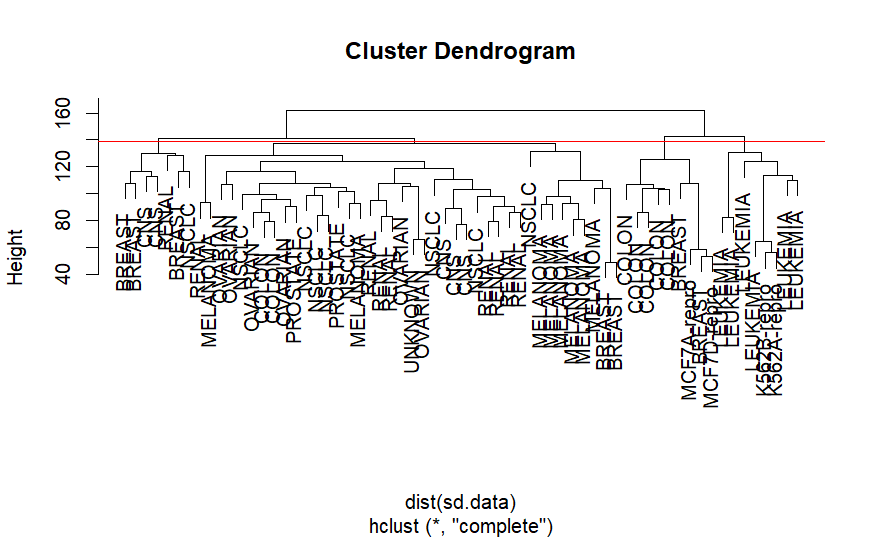 Cluster Dendrogram
Height
160
120
80
40
BREAST
BREAST
CNS
CNS
RENAL
BREAST
NSCLC
RENAL
MELANOMA
OVARIAN
OVARIAN
NSCLC
OVARIAN
COLON
COLON
OVARIAN
PROSTATE
NSCLC
NSCLC
NSCLC
PROSTATE
NSCLC
MELANOMA
RENAL
RENAL
RENAL
OVARIAN
UNKNOWN
OVARIAN
NSCLC
CNS
CNS
CNS
NSCLC
RENAL
RENAL
RENAL
RENAL
NSCLC
MELANOMA
MELANOMA
MELANOMA
MELANOMA
MELANOMA
MELANOMA
BREAST
BREAST
COLON
COLON
COLON
COLON
COLON
BREAST
MCF7A-repro
BREAST
MCF7D-repro
LEUKEMIA
LEUKEMIA
LEUKEMIA
LEUKEMIA
K562B-repro
K562A-repro
LEUKEMIA
LEUKEMIA
dist(sd.data)
hclust (*, "complete")